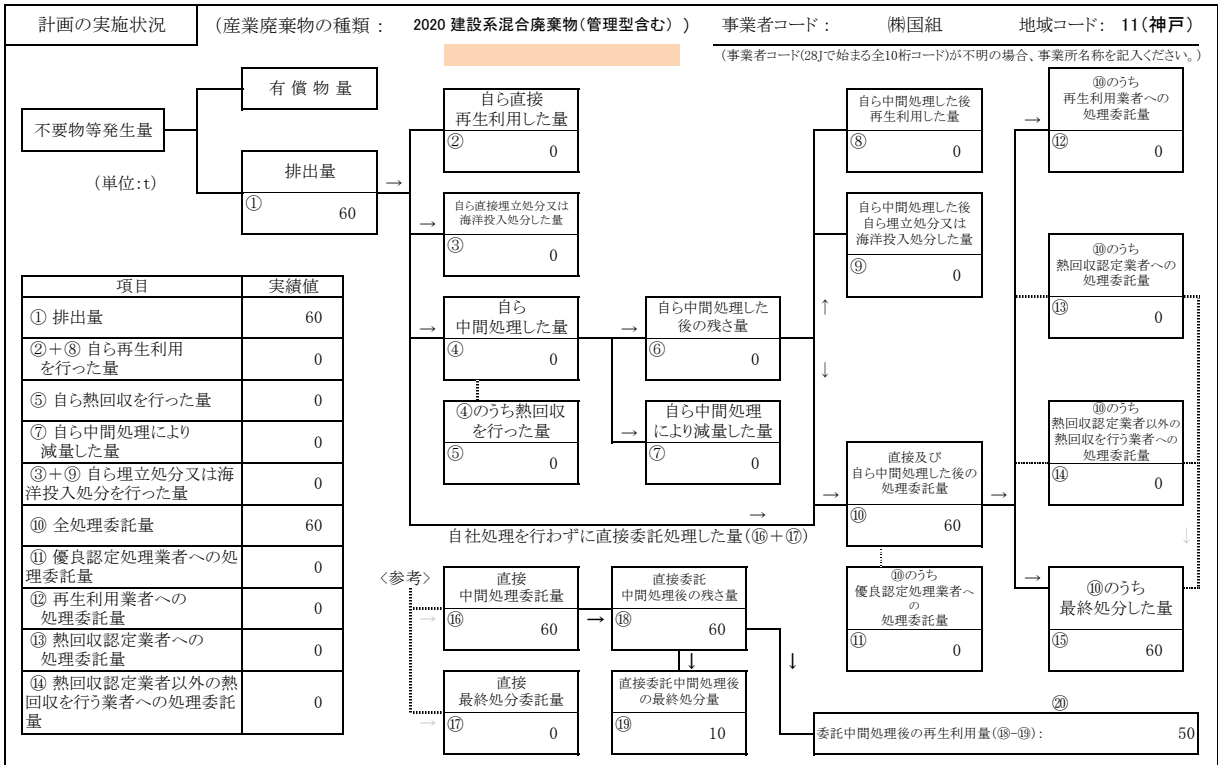 計画の実施状況 (産業廃棄物の種類： 2020 建設系混合廃棄物(管理型含む) ) 事業者コード： ㈱国組 地域コード： 11(神戸)
(事業者コード(28Jで始まる全10桁コード)が不明の場合、事業所名称を記入ください。)
不要物等発生量
(単位:t)
有償物量
排出量
① 60
→
自ら直接
再生利用した量
② 0
→
自ら直接埋立処分又は
海洋投入処分した量
③ 0
→
自ら
中間処理した量
④ 0
④のうち熱回収
を行った量
⑤ 0
→
自ら中間処理した
後の残さ量
⑥ 0
→
自ら中間処理
により減量した量
⑦ 0
自ら中間処理した後
再生利用した量
⑧ 0
自ら中間処理した後
自ら埋立処分又は
海洋投入処分した量
⑨ 0
↑
↓
→
直接及び
自ら中間処理した後の
処理委託量
⑩ 60
→
⑩のうち
優良認定処理業者へ
の
処理委託量
⑪ 0
→
⑩のうち
再生利用業者への
処理委託量
⑫ 0
⑩のうち
熱回収認定業者への
処理委託量
⑬ 0
⑩のうち
熱回収認定業者以外の
熱回収を行う業者への
処理委託量
⑭ 0
↓
→
⑩のうち
最終処分した量
⑮ 60
項目 実績値
① 排出量 60
②＋⑧ 自ら再生利用
を行った量 0
⑤ 自ら熱回収を行った量 0
⑦ 自ら中間処理により
減量した量 0
③＋⑨ 自ら埋立処分又は海
洋投入処分を行った量 0
⑩ 全処理委託量 60
⑪ 優良認定処理業者への処
理委託量 0
⑫ 再生利用業者への
処理委託量 0
⑬ 熱回収認定業者への
処理委託量 0
⑭ 熱回収認定業者以外の熱
回収を行う業者への処理委託
量 0
→
自社処理を行わずに直接委託処理した量(⑯＋⑰)
〈参考〉
→
直接
中間処理委託量
⑯ 60
→
直接
最終処分委託量
⑰ 0
→
直接委託
中間処理後の残さ量
⑱ 60
↓
直接委託中間処理後
の最終処分量
⑲ 10
↓
⑳
委託中間処理後の再生利用量(⑱-⑲)： 50